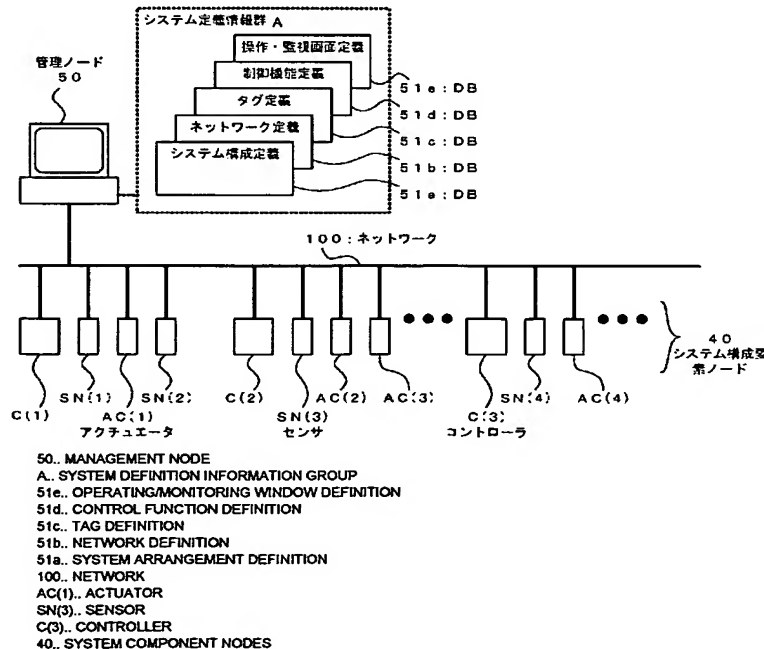 システム定義情報群 A
操作・監視画面定義
制御機能定義
タグ定義
ネットワーク定義
システム構成定義
管理ノード
50
51e:DB
51d:DB
51c:DB
51b:DB
51a:DB
100:ネットワーク
40
システム構成要
素ノード
C(1)
SN(1)
AC(1)
アクチュエータ
SN(2)
C(2)
SN(3)
センサ
AC(2)
AC(3)
C(3)
コントローラ
SN(4)
AC(4)
50.. MANAGEMENT NODE
A.. SYSTEM DEFINITION INFORMATION GROUP
51e.. OPERATING/MONITORING WINDOW DEFINITION
51d.. CONTROL FUNCTION DEFINITION
51c.. TAG DEFINITION
51b.. NETWORK DEFINITION
51a.. SYSTEM ARRANGEMENT DEFINITION
100.. NETWORK
AC(1).. ACTUATOR
SN(3).. SENSOR
C(3).. CONTROLLER
40.. SYSTEM COMPONENT NODES